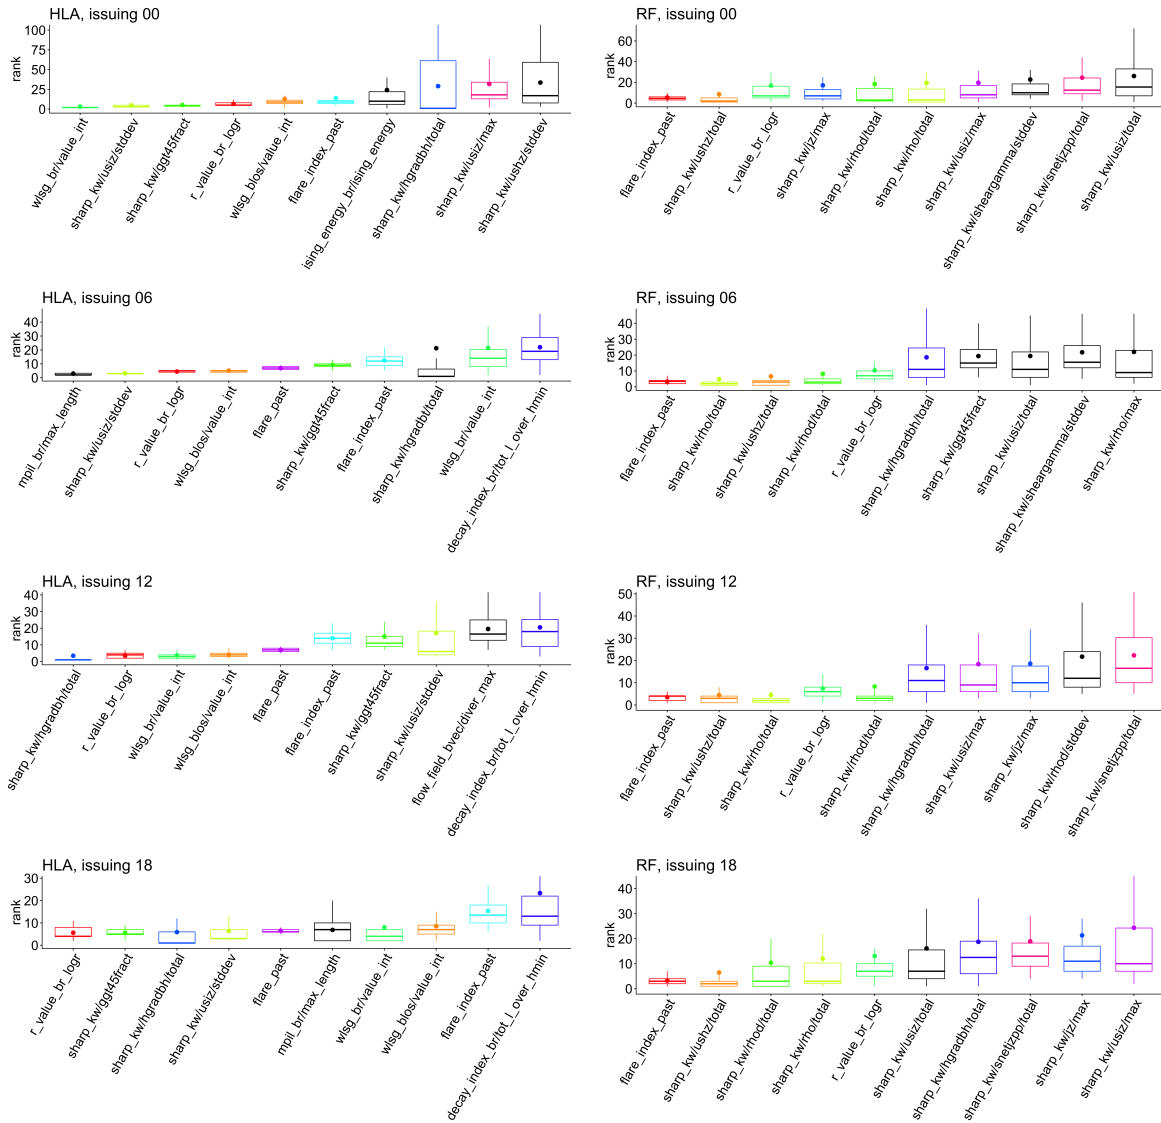 HLA, issuing 00
rank
100
75
50
25
0
wlsg_br/value_int
sharp_kw/usiz/stddev
sharp_kw/ggt45fract
r_value_br_logr
wlsg_blos/value_int
flare_index_past
ising_energy_br/ising_energy
sharp_kw/hgradbh/total
sharp_kw/usiz/max
sharp_kw/ushz/stddev
RF, issuing 00
rank
60
40
20
0
flare_index_past
sharp_kw/ushz/total
r_value_br_logr
sharp_kw/jz/max
sharp_kw/rhod/total
sharp_kw/rho/total
sharp_kw/usiz/max
sharp_kw/sheargamma/stddev
sharp_kw/snetjzpp/total
sharp_kw/usiz/total
HLA, issuing 06
rank
40
30
20
10
0
mpil_br/max_length
sharp_kw/usiz/stddev
r_value_br_logr
wlsg_blos/value_int
flare_past
sharp_kw/ggt45fract
flare_index_past
sharp_kw/hgradbt/total
wlsg_br/value_int
decay_index_br/tot_l_over_hmin
RF, issuing 06
rank
40
30
20
10
0
flare_index_past
sharp_kw/rho/total
sharp_kw/ushz/total
sharp_kw/rhod/total
r_value_br_logr
sharp_kw/hgradbh/total
sharp_kw/ggt45fract
sharp_kw/usiz/total
sharp_kw/sheargamma/stddev
sharp_kw/rho/max
HLA, issuing 12
rank
40
30
20
10
0
sharp_kw/hgradbh/total
r_value_br_logr
wlsg_br/value_int
wlsg_blos/value_int
flare_past
flare_index_past
sharp_kw/ggt45fract
sharp_kw/usiz/stddev
flow_field_bvec/diver_max
decay_index_br/tot_l_over_hmin
RF, issuing 12
rank
50
40
30
20
10
0
flare_index_past
sharp_kw/ushz/total
sharp_kw/rho/total
r_value_br_logr
sharp_kw/rhod/total
sharp_kw/hgradbh/total
sharp_kw/usiz/max
sharp_kw/jz/max
sharp_kw/rhod/stddev
sharp_kw/snetjzpp/total
HLA, issuing 18
rank
30
20
10
0
r_value_br_logr
sharp_kw/ggt45fract
sharp_kw/hgradbh/total
sharp_kw/usiz/stddev
flare_past
mpil_br/max_length
wlsg_br/value_int
wlsg_blos/value_int
flare_index_past
decay_index_br/tot_l_over_hmin
RF, issuing 18
rank
40
30
20
10
0
flare_index_past
sharp_kw/ushz/total
sharp_kw/rhod/total
sharp_kw/rho/total
r_value_br_logr
sharp_kw/usiz/total
sharp_kw/hgradbh/total
sharp_kw/snetjzpp/total
sharp_kw/jz/max
sharp_kw/usiz/max